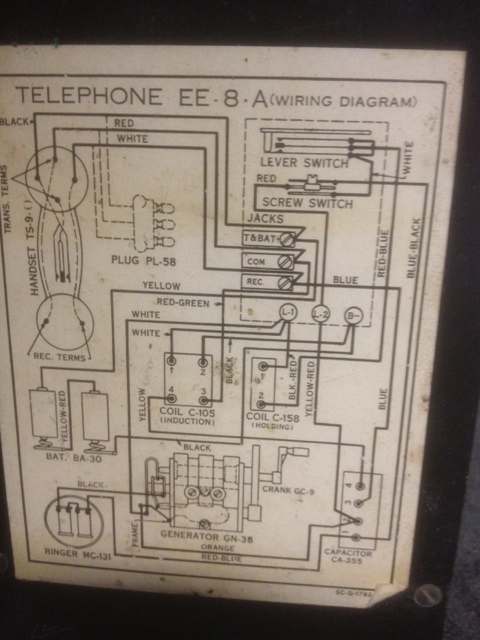 TELEPHONE EE-8-A (WIRING DIAGRAM)
BLACK
RED
WHITE
LEVER SWITCH
WHITE
RED
SCREW SWITCH
TRANS. TERMS
HANDSET TS-9-( )
PLUG PL-58
JACKS
T&BAT
COM
REC.
RED-BLUE
BLUE-BLACK
YELLOW
BLUE
RED-GREEN
WHITE
WHITE
L-1
L-2
B-
REC. TERMS
1
2
4
3
BLACK
1
2
BLK-RED
YELLOW-RED
BLUE
YELLOW
YELLOW-RED
COIL C-105
(INDUCTION)
COIL C-158
(HOLDING)
BAT. BA-30
BLACK
BLACK
CRANK GC-9
4
3
1
FRAME
GENERATOR GN-38
RINGER MC-131
ORANGE
RED-BLUE
CAPACITOR
CA-355